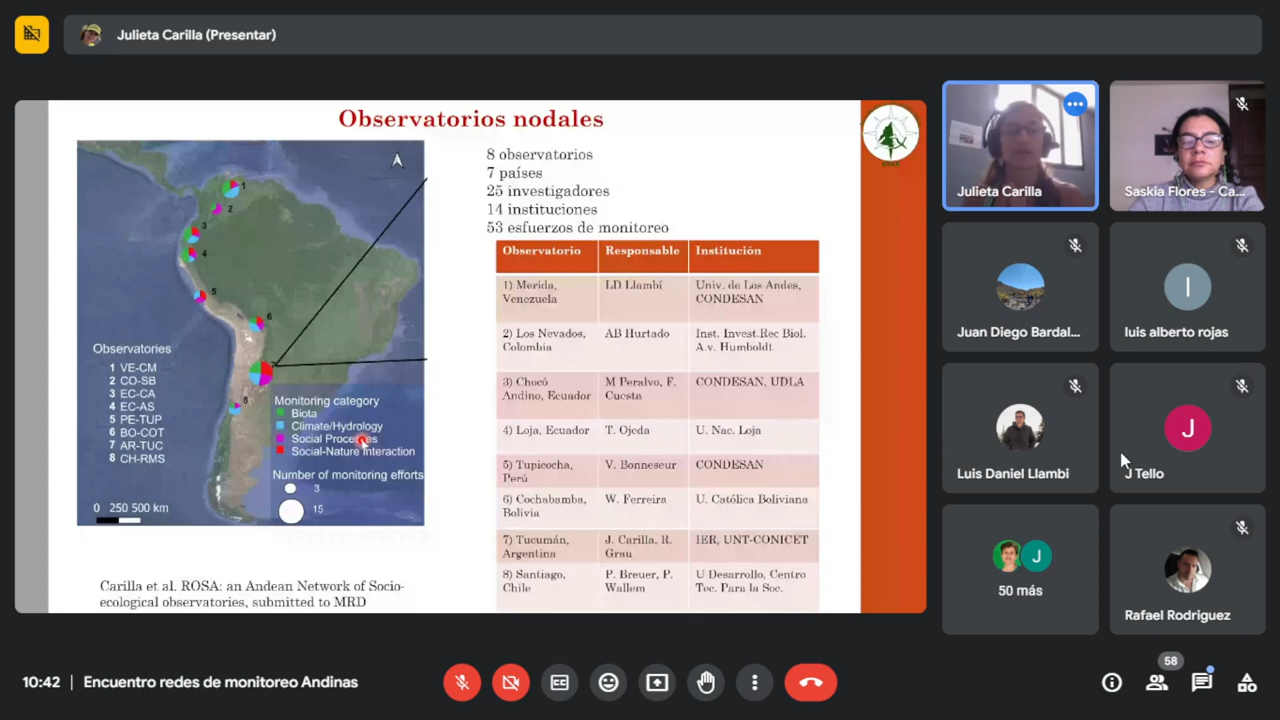 Julieta Carilla (Presentar)
Observatorios nodales
8 observatorios
7 países
25 investigadores
14 instituciones
53 esfuerzos de monitoreo
1
2
3
4
5
6
8
Observatories
1 VE-CM
2 CO-SB
3 EC-CA
4 EC-AS
5 PE-TUP
6 BO-COT
7 AR-TUC
8 CH-RMS
0 250 500 km
Monitoring category
Biota
Climate/Hydrology
Social Processes
Social-Nature Interaction
Number of monitoring efforts
3
15
Observatorio Responsable Institución
1) Merida, Venezuela LD Llambí Univ. de Los Andes, CONDESAN
2) Los Nevados, Colombia AB Hurtado Inst. Invest.Rec Biol. A.v. Humboldt
3) Chocó Andino, Ecuador M Peralvo, F. Cuesta CONDESAN, UDLA
4) Loja, Ecuador T. Ojeda U. Nac. Loja
5) Tupicocha, Perú V. Bonnesœur CONDESAN
6) Cochabamba, Bolivia W. Ferreira U. Católica Boliviana
7) Tucumán, Argentina J. Carilla, R. Grau IER, UNT-CONICET
8) Santiago, Chile P. Breuer, P. Wallem U Desarrollo, Centro Tec. Para la Soc.
Carilla et al. ROSA: an Andean Network of Socio-
ecological observatories, submitted to MRD
Julieta Carilla
Saskia Flores - Ca...
Juan Diego Bardal...
I
luis alberto rojas
Luis Daniel Llambi
J
J Tello
J
50 más
Rafael Rodriguez
10:42 | Encuentro redes de monitoreo Andinas
58